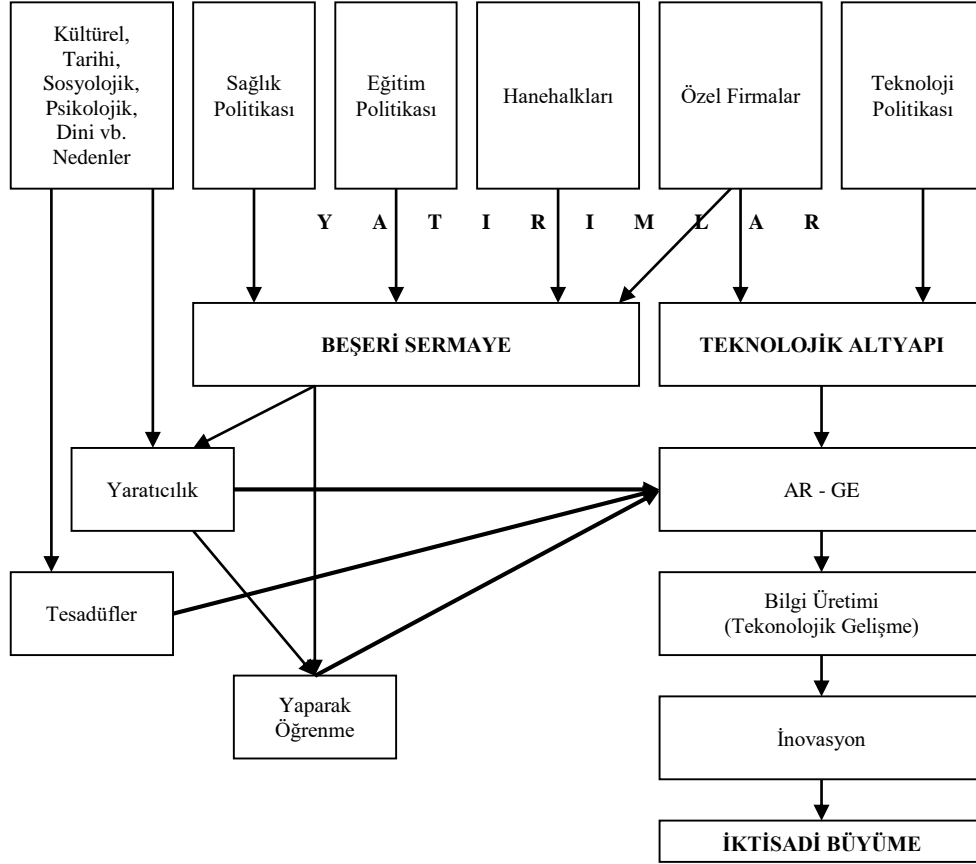 Kültürel,
Tarihi,
Sosyolojik,
Psikolojik,
Dini vb.
Nedenler
Sağlık
Politikası
Eğitim
Politikası
Hanehalkları
Özel Firmalar
Teknoloji
Politikası
Y A T I R I M L A R
BEŞERİ SERMAYE
TEKNOLOJİK ALTYAPI
Yaratıcılık
AR - GE
Tesadüfler
Bilgi Üretimi
(Tekonolojik Gelişme)
Yaparak
Öğrenme
İnovasyon
İKTİSADİ BÜYÜME